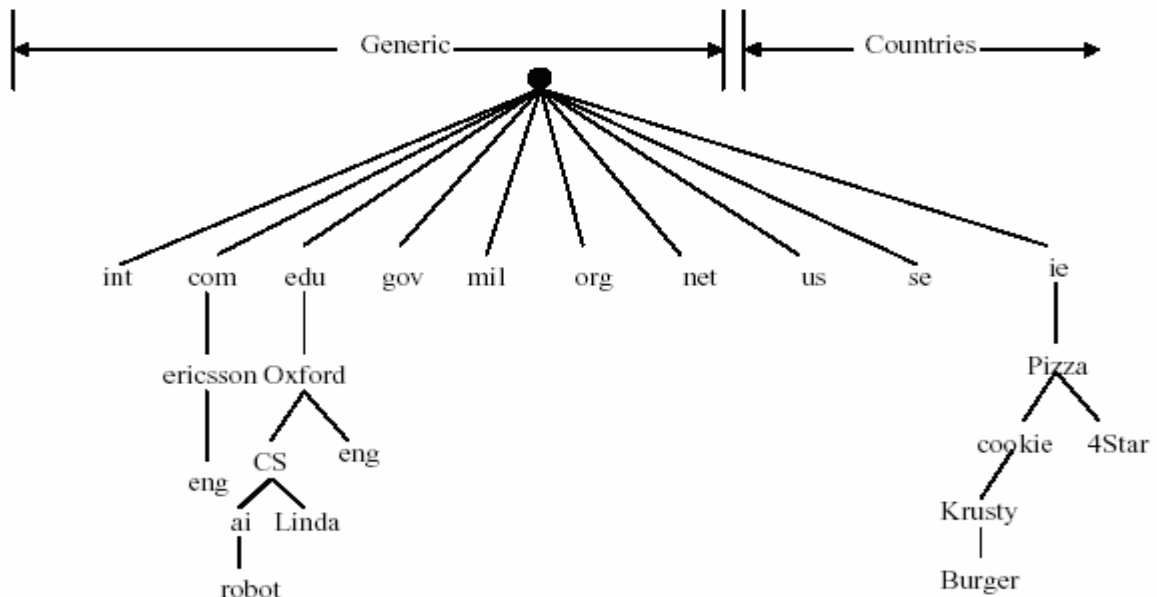 Generic Countries
int com edu gov mil org net us se ie
ericsson Oxford Pizza
cookie 4Star
CS eng
eng
ai Linda Krusty
robot Burger